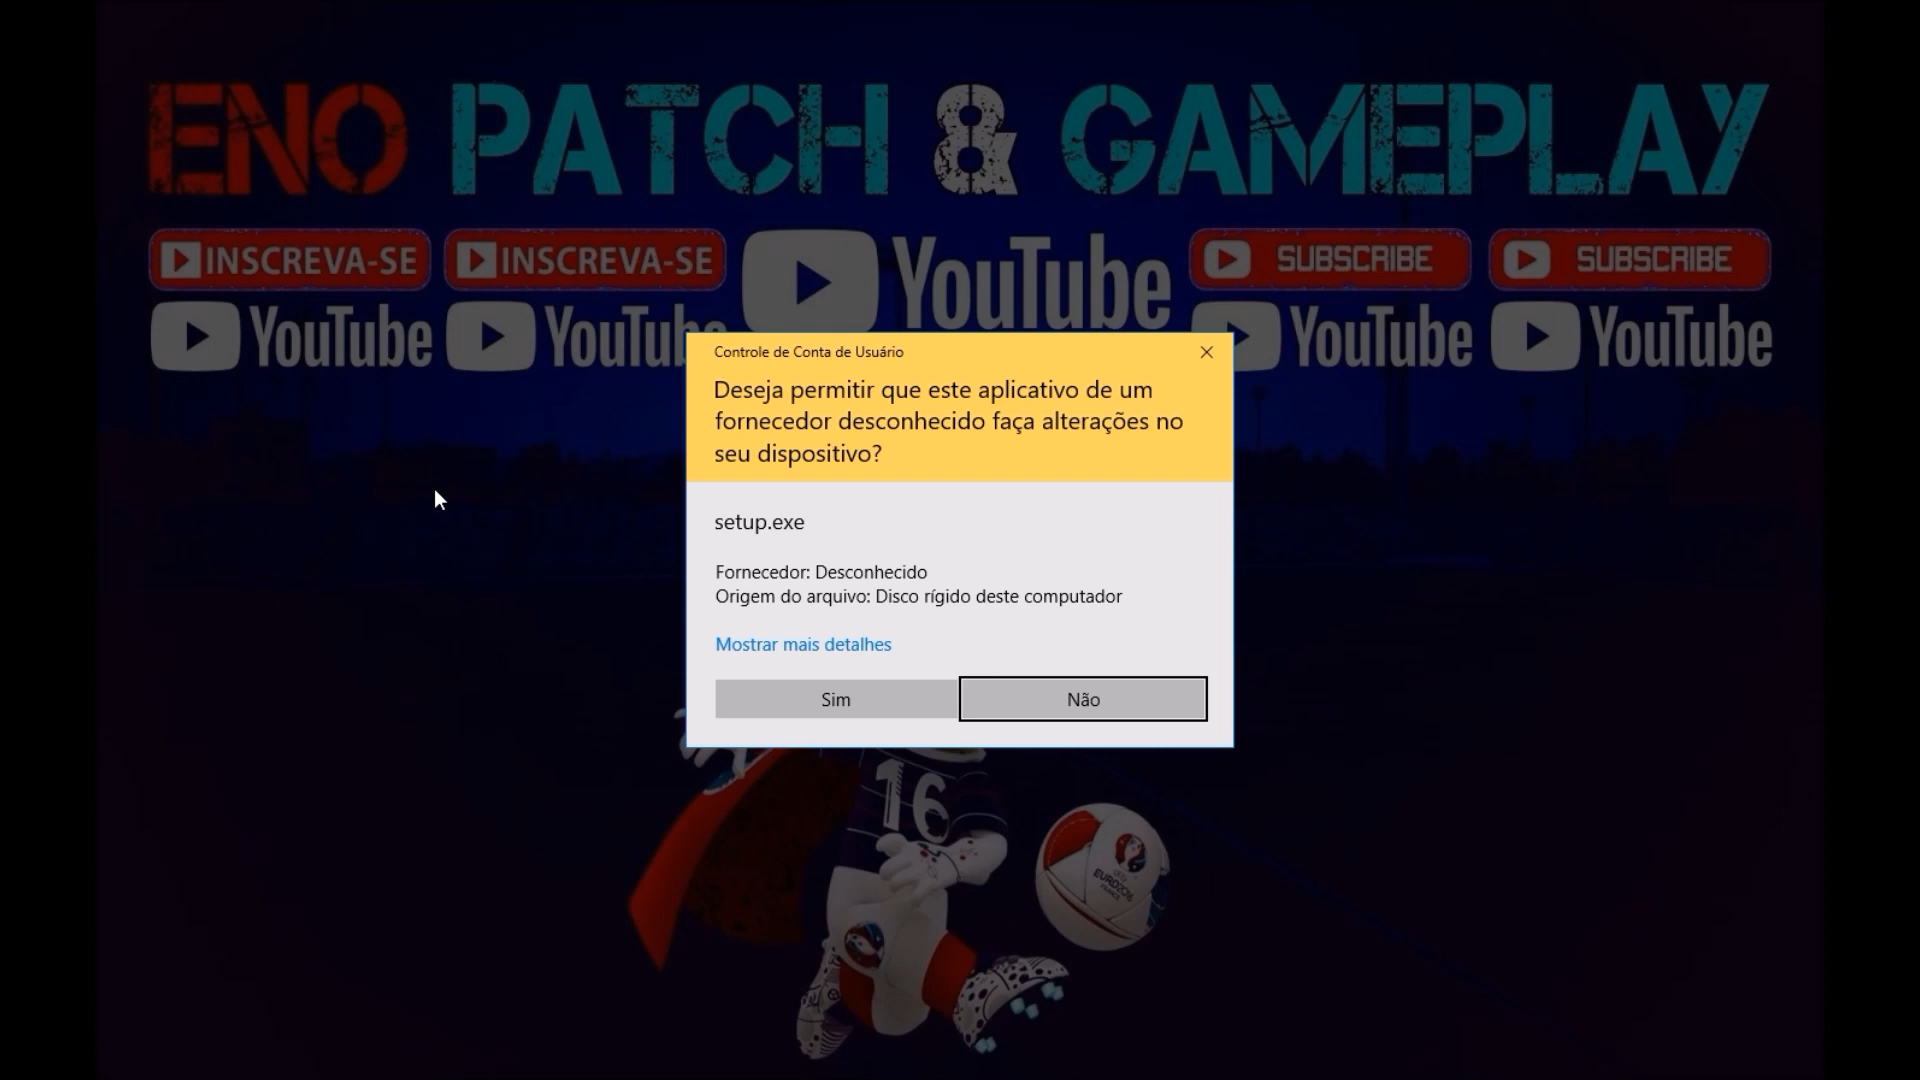 ENO PATCH & GAMEPLAY
INSCREVA-SE INSCREVA-SE YouTube SUBSCRIBE SUBSCRIBE
YouTube YouTube YouTube YouTube
Controle de Conta de Usuário
Deseja permitir que este aplicativo de um
fornecedor desconhecido faça alterações no
seu dispositivo?
setup.exe
Fornecedor: Desconhecido
Origem do arquivo: Disco rígido deste computador
Mostrar mais detalhes
Sim Não
16
EURO2016
FRANCE